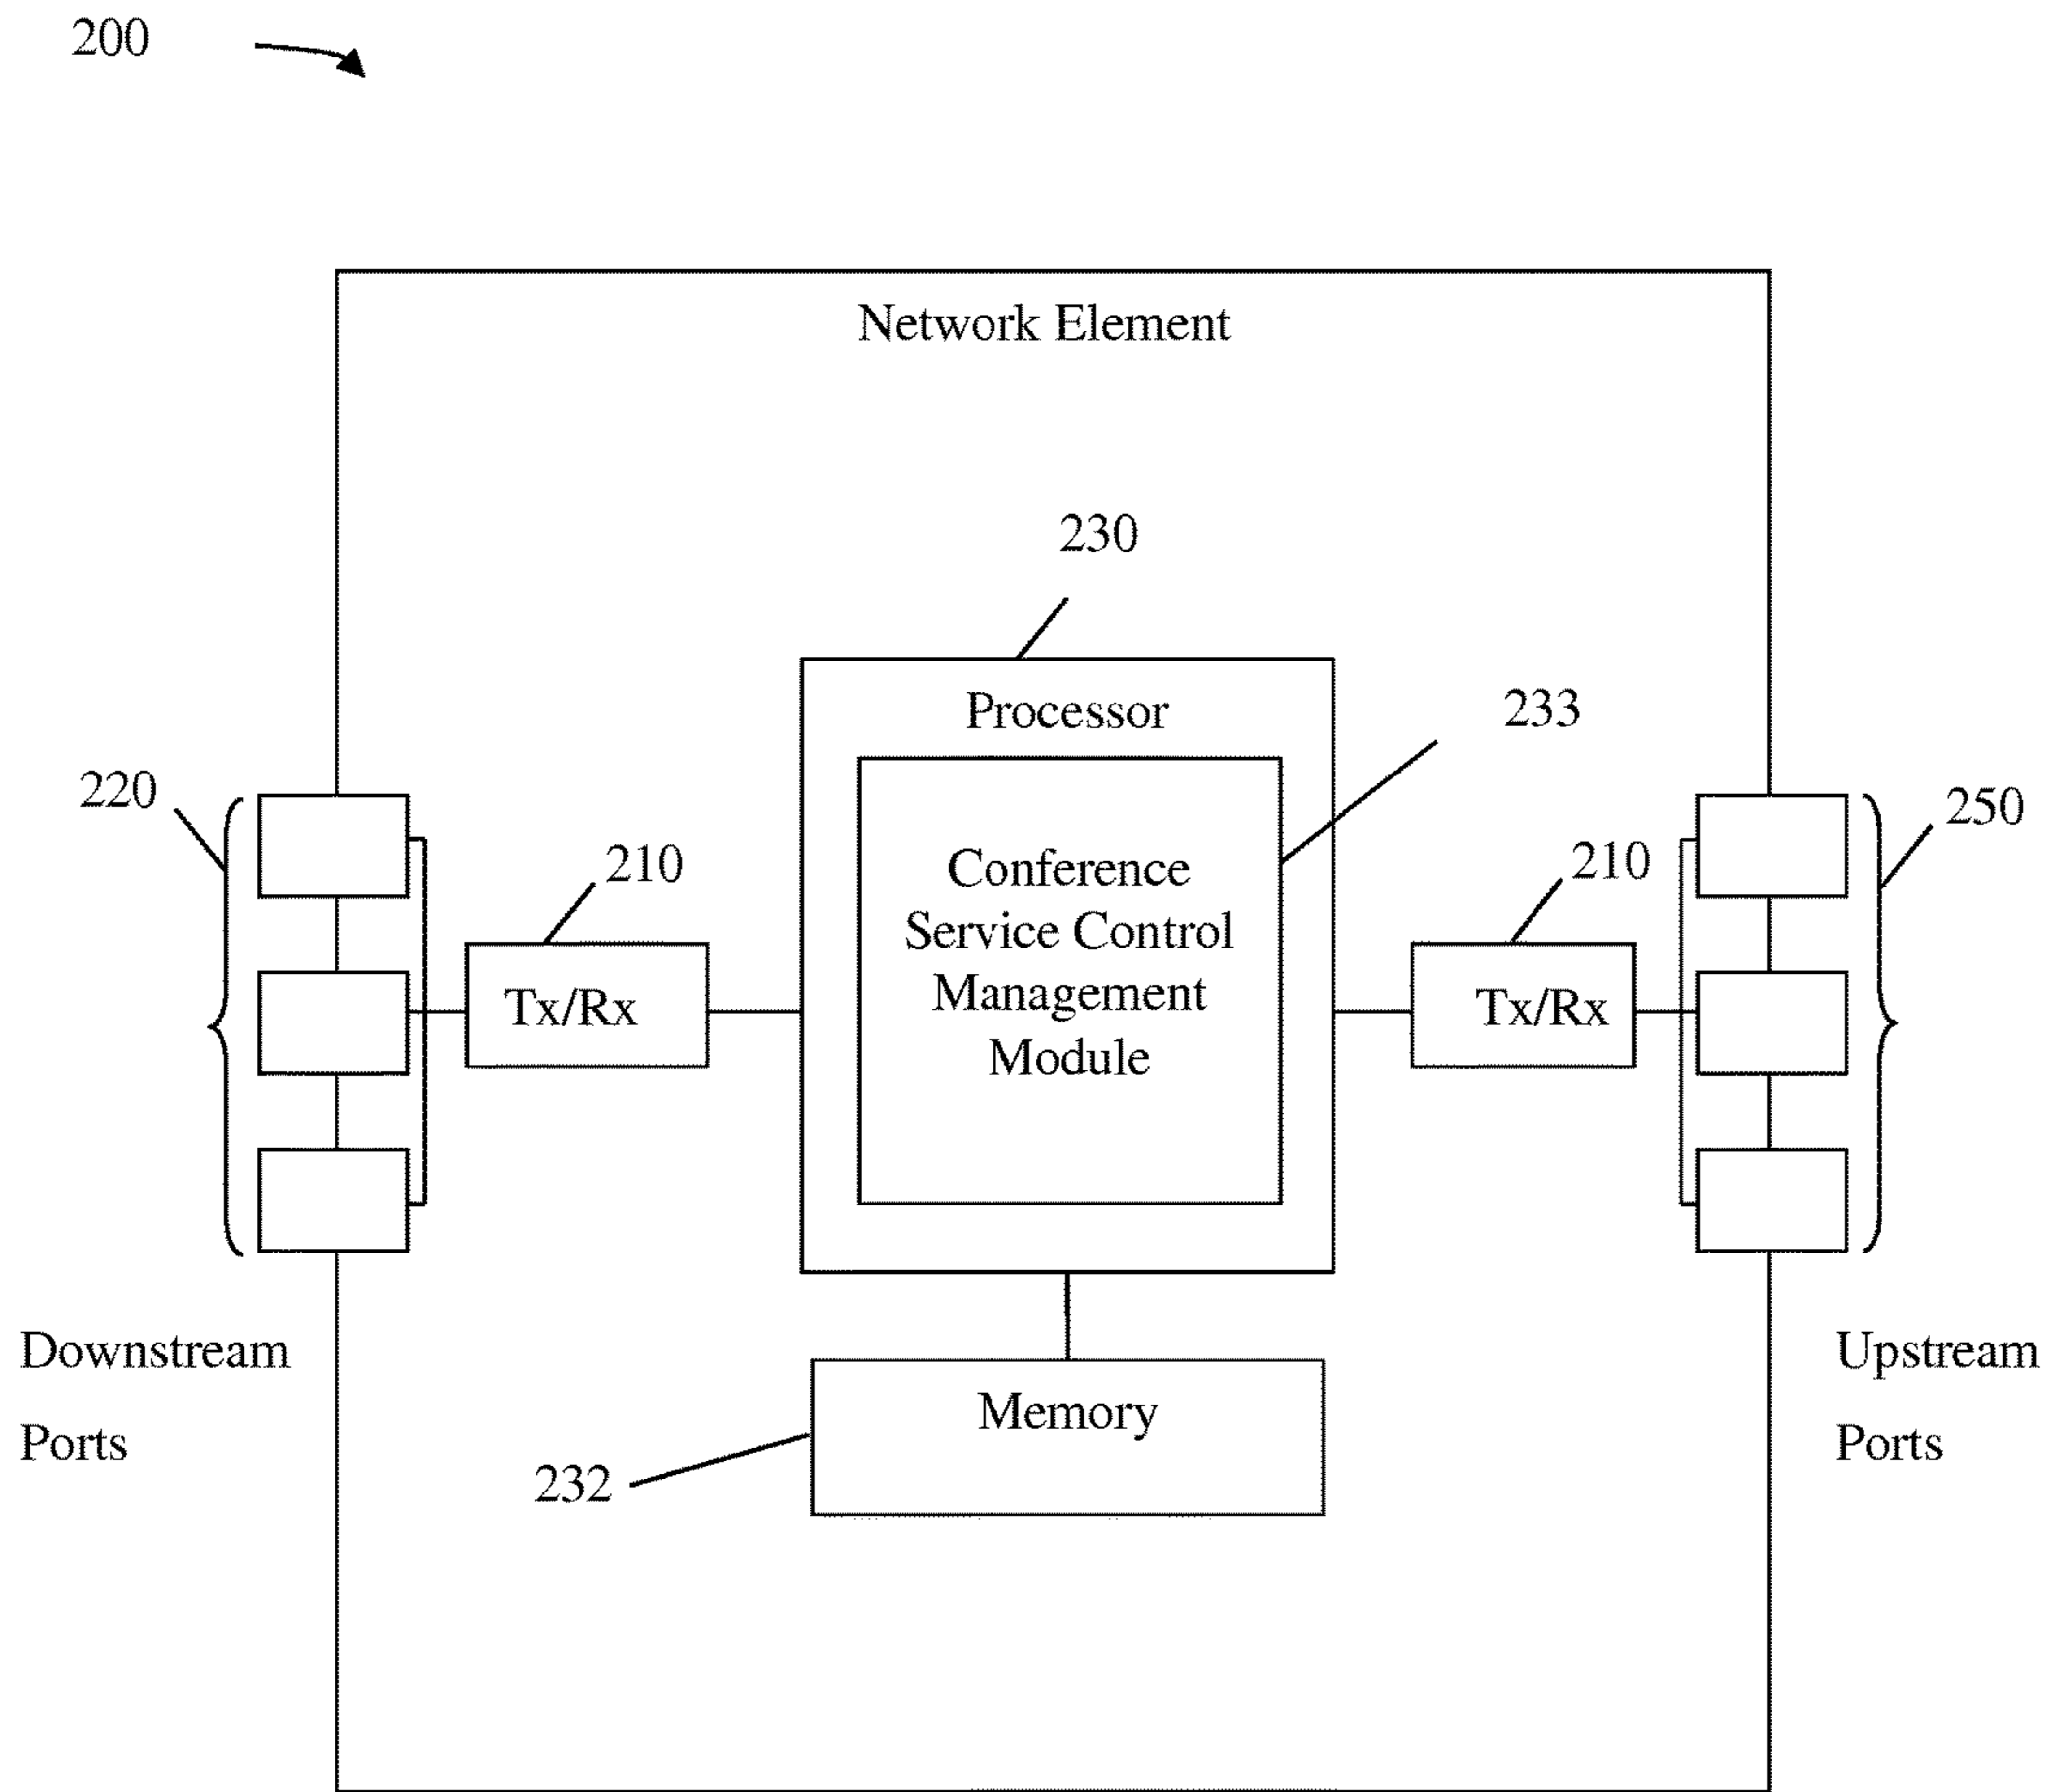 200
Network Element
230
Processor
233
220
250
210
210
Conference
Service Control
Management
Module
Tx/Rx
Tx/Rx
Downstream
Ports
Upstream
Ports
Memory
232